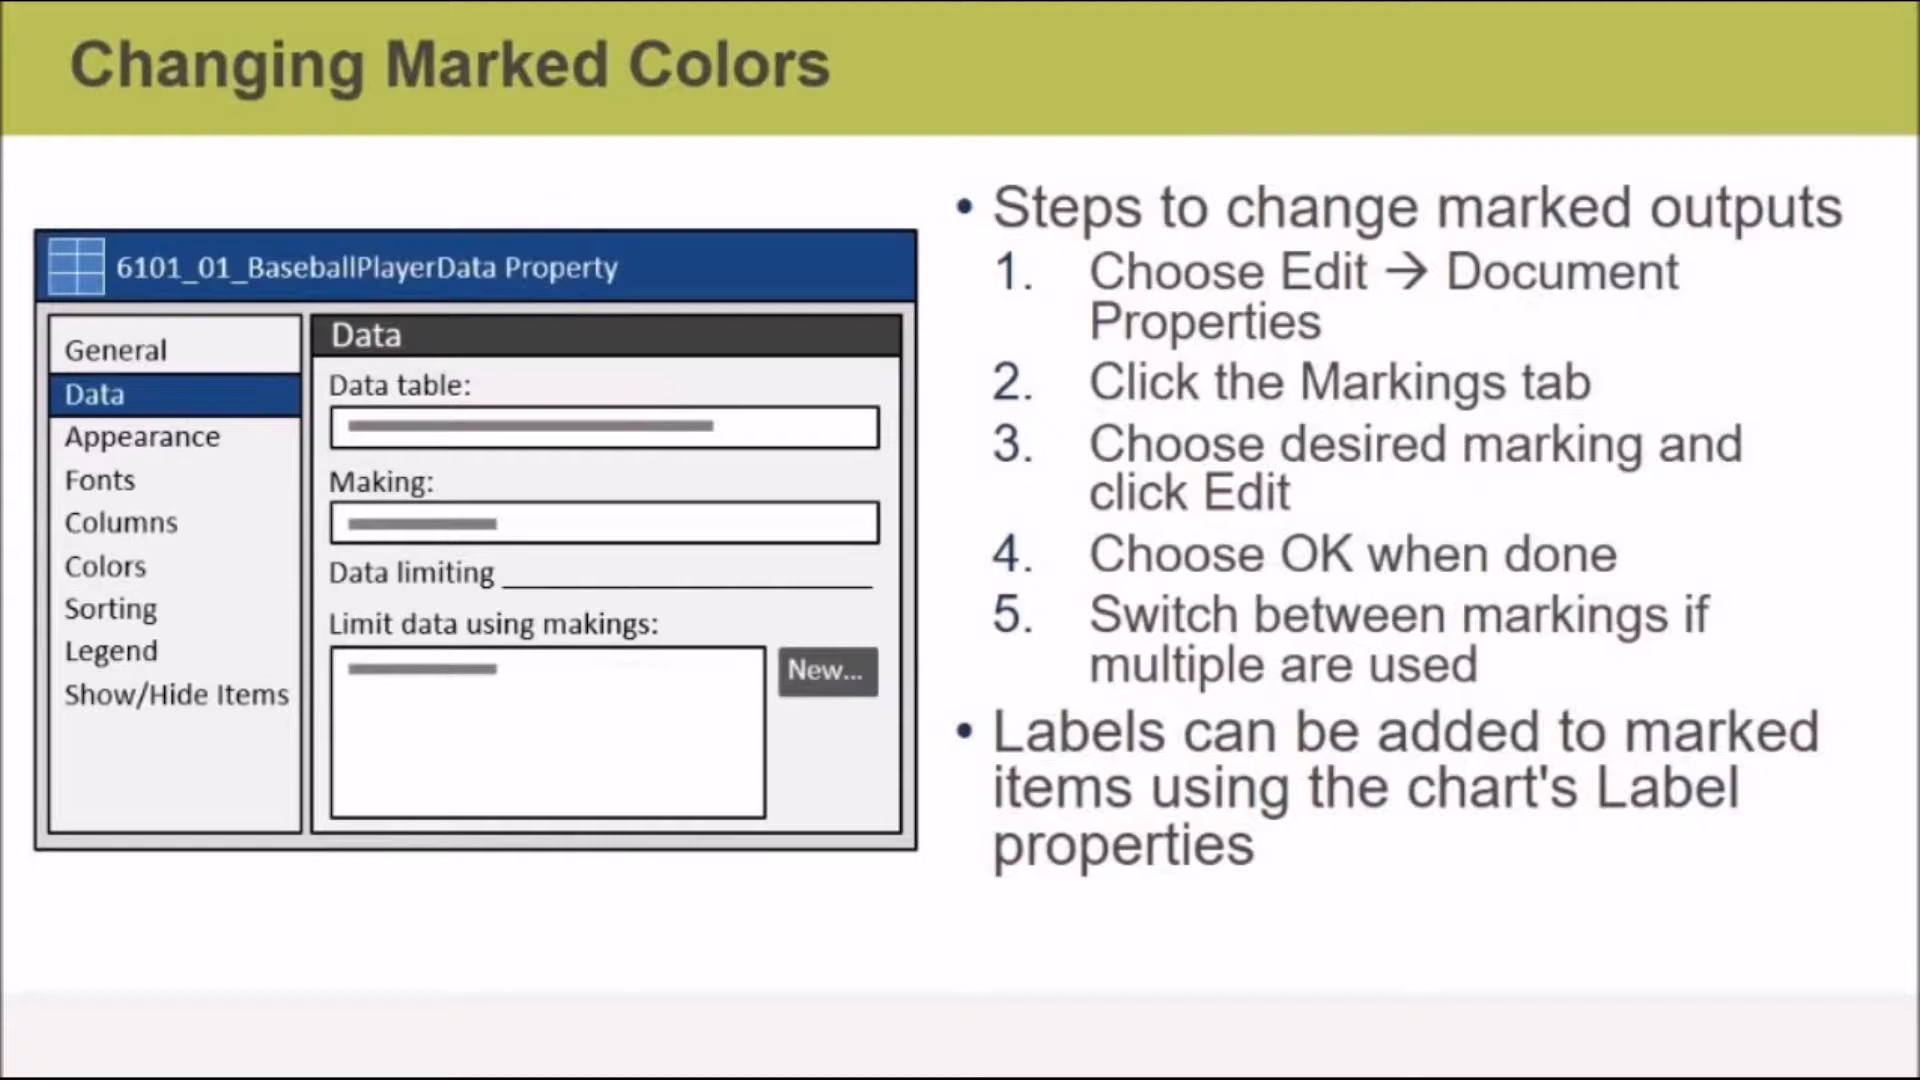 Changing Marked Colors
6101_01_BaseballPlayerData Property
General
Data
Appearance
Fonts
Columns
Colors
Sorting
Legend
Show/Hide Items
Data
Data table:
Making:
Data limiting
Limit data using makings:
New...
• Steps to change marked outputs
1. Choose Edit → Document
Properties
2. Click the Markings tab
3. Choose desired marking and
click Edit
4. Choose OK when done
5. Switch between markings if
multiple are used
• Labels can be added to marked
items using the chart's Label
properties